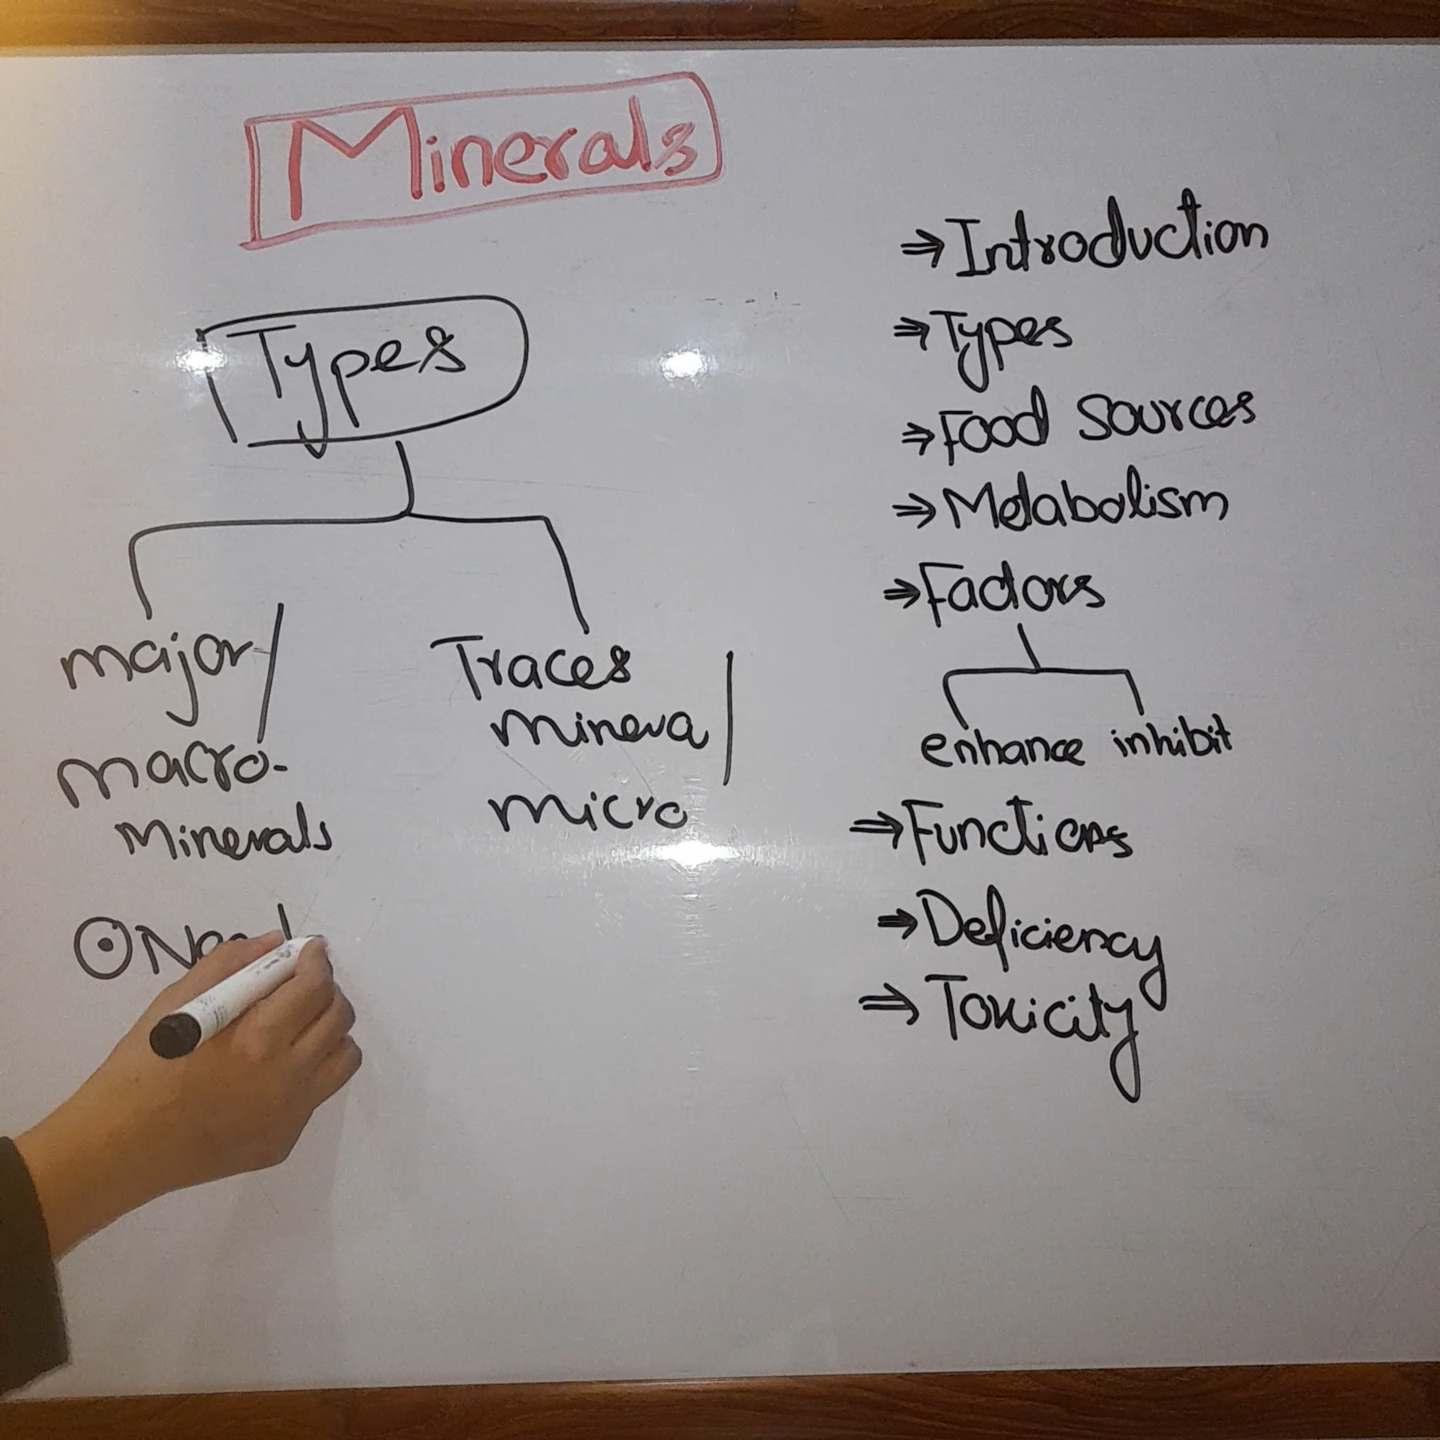 Minerals
Types
major/
macro-
Minerals
Traces
minera/
micro
⇒ Introduction
⇒ Types
⇒ Food Sources
⇒ Metabolism
⇒ Factors
enhance inhibit
⇒ Functions
⇒ Deficiency
⇒ Toxicity